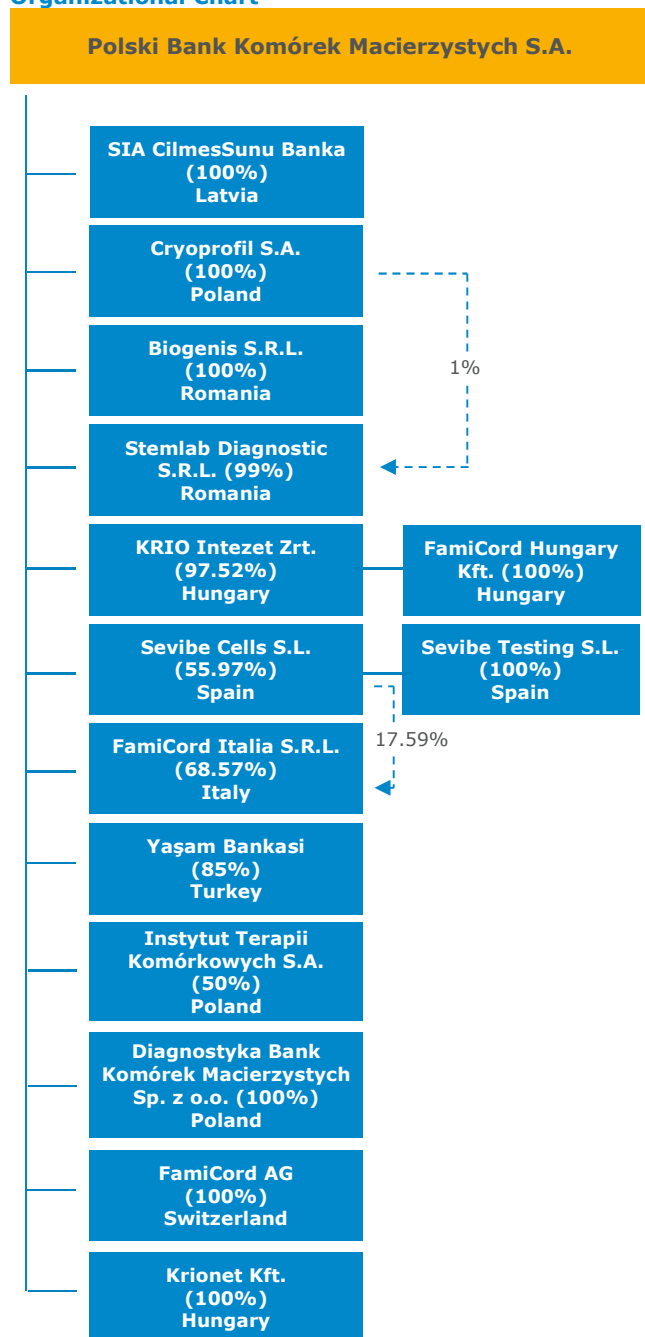 Organizational Chart
Polski Bank Komórek Macierzystych S.A.
SIA CilmesSunu Banka
(100%)
Latvia
Cryoprofil S.A.
(100%)
Poland
Biogenis S.R.L.
(100%)
Romania
1%
Stemlab Diagnostic
S.R.L. (99%)
Romania
KRIO Intezet Zrt.
(97.52%)
Hungary
FamiCord Hungary
Kft. (100%)
Hungary
Sevibe Cells S.L.
(55.97%)
Spain
Sevibe Testing S.L.
(100%)
Spain
17.59%
FamiCord Italia S.R.L.
(68.57%)
Italy
Yaşam Bankasi
(85%)
Turkey
Instytut Terapii
Komórkowych S.A.
(50%)
Poland
Diagnostyka Bank
Komórek Macierzystych
Sp. z o.o. (100%)
Poland
FamiCord AG
(100%)
Switzerland
Krionet Kft.
(100%)
Hungary